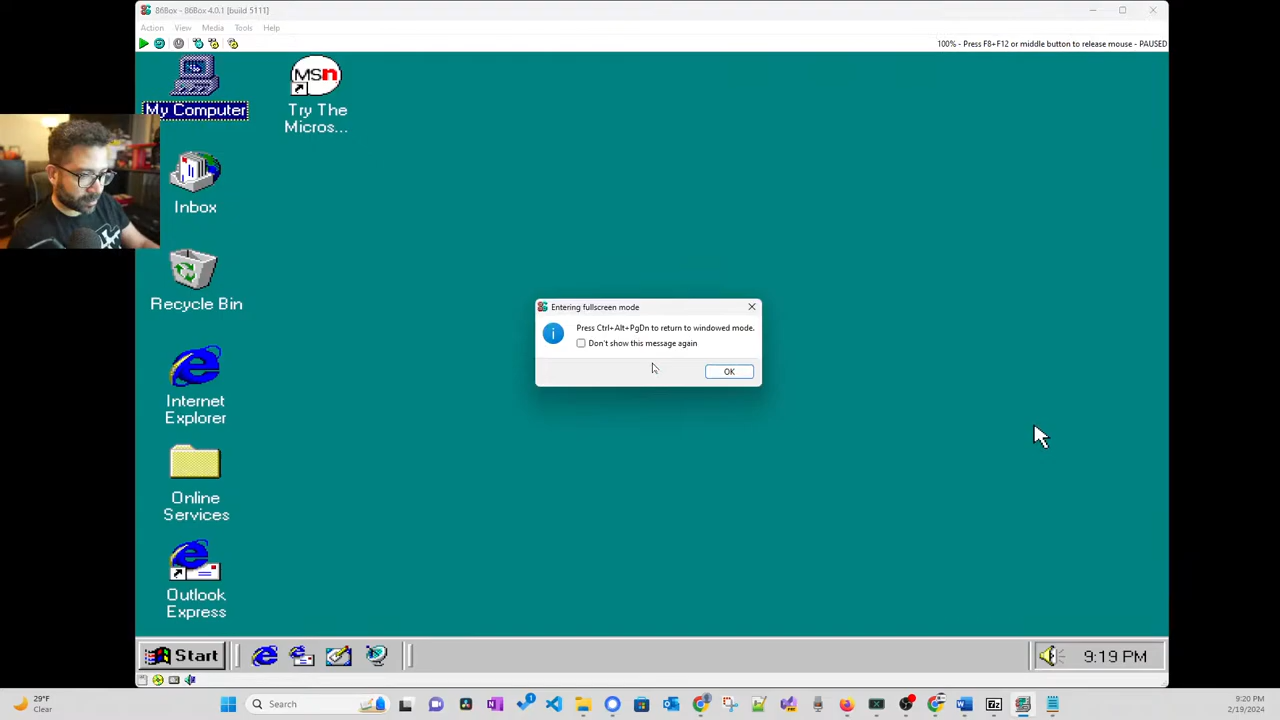 86Box - 86Box 4.0.1 [build 5111]
Action View Media Tools Help
100% - Press F8+F12 or middle button to release mouse - PAUSED
My Computer
MSn
Try The
Micros...
Inbox
Recycle Bin
Entering fullscreen mode
Press Ctrl+Alt+PgDn to return to windowed mode.
Don't show this message again
OK
Internet
Explorer
Online
Services
Outlook
Express
Start
9:19 PM
29°F
Clear
Search
9:20 PM
2/19/2024